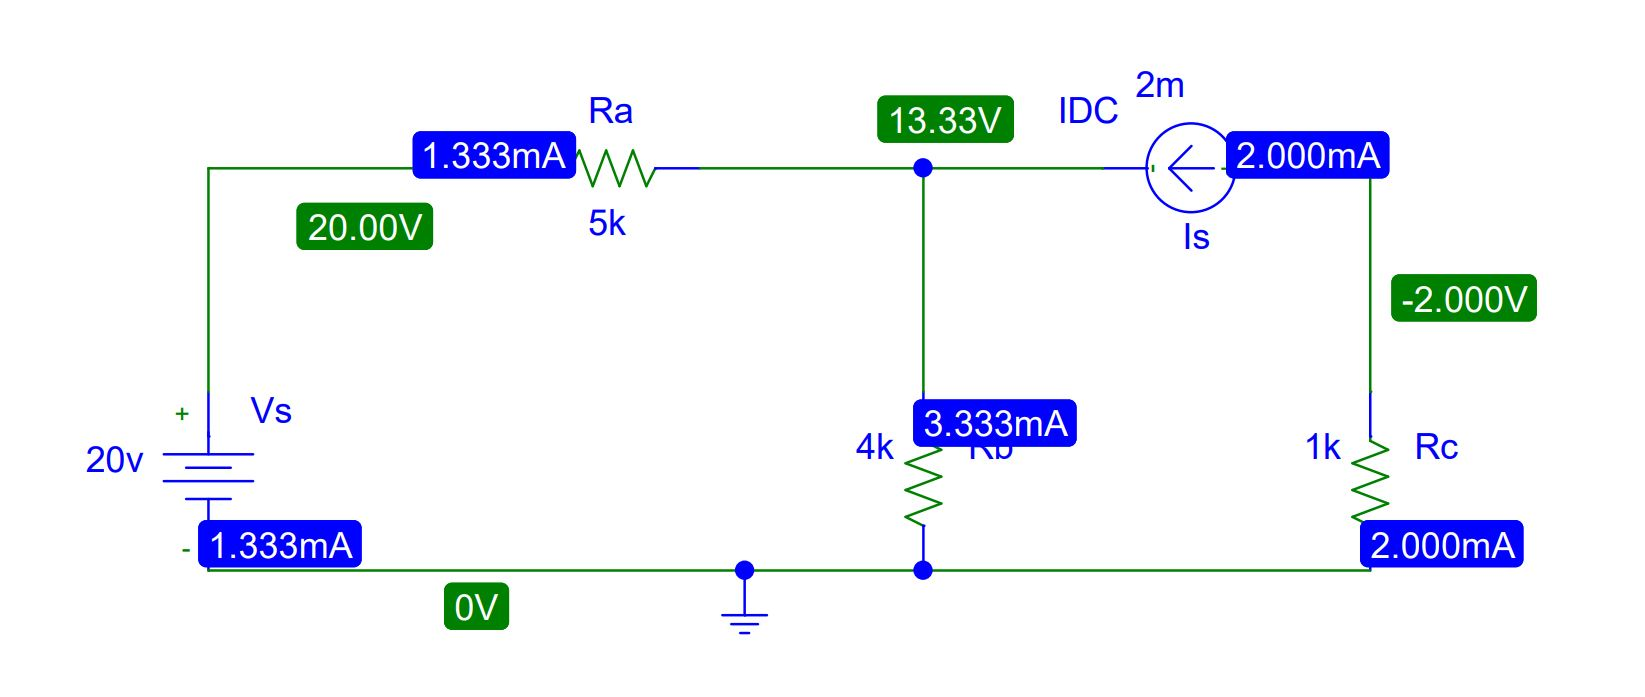 2m
Ra
IDC
13.33V
1.333mA
2.000mA
20.00V
5k
Is
-2.000V
+
Vs
3.333mA
20v
4k
Rb
1k
Rc
-
1.333mA
2.000mA
0V